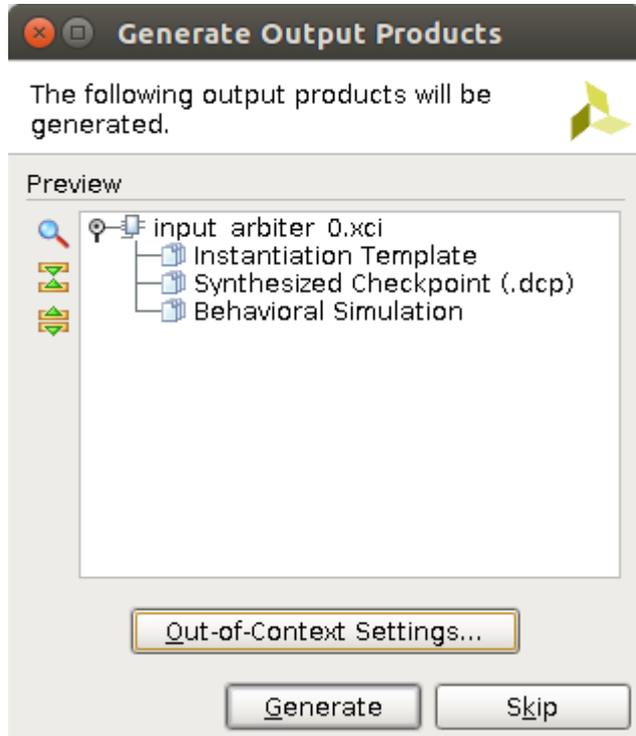 Generate Output Products
The following output products will be
generated.
Preview
input arbiter 0.xci
Instantiation Template
Synthesized Checkpoint (.dcp)
Behavioral Simulation
Out-of-Context Settings...
Generate
Skip